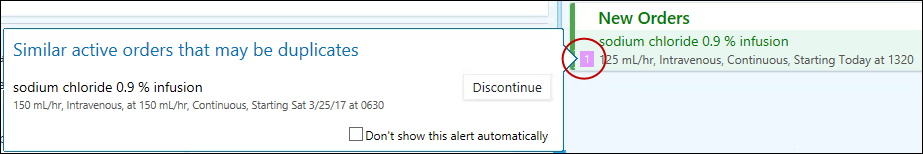 Similar active orders that may be duplicates
sodium chloride 0.9 % infusion
150 mL/hr, Intravenous, at 150 mL/hr, Continuous, Starting Sat 3/25/17 at 0630
Discontinue
Don't show this alert automatically
New Orders
sodium chloride 0.9 % infusion
1
125 mL/hr, Intravenous, Continuous, Starting Today at 1320